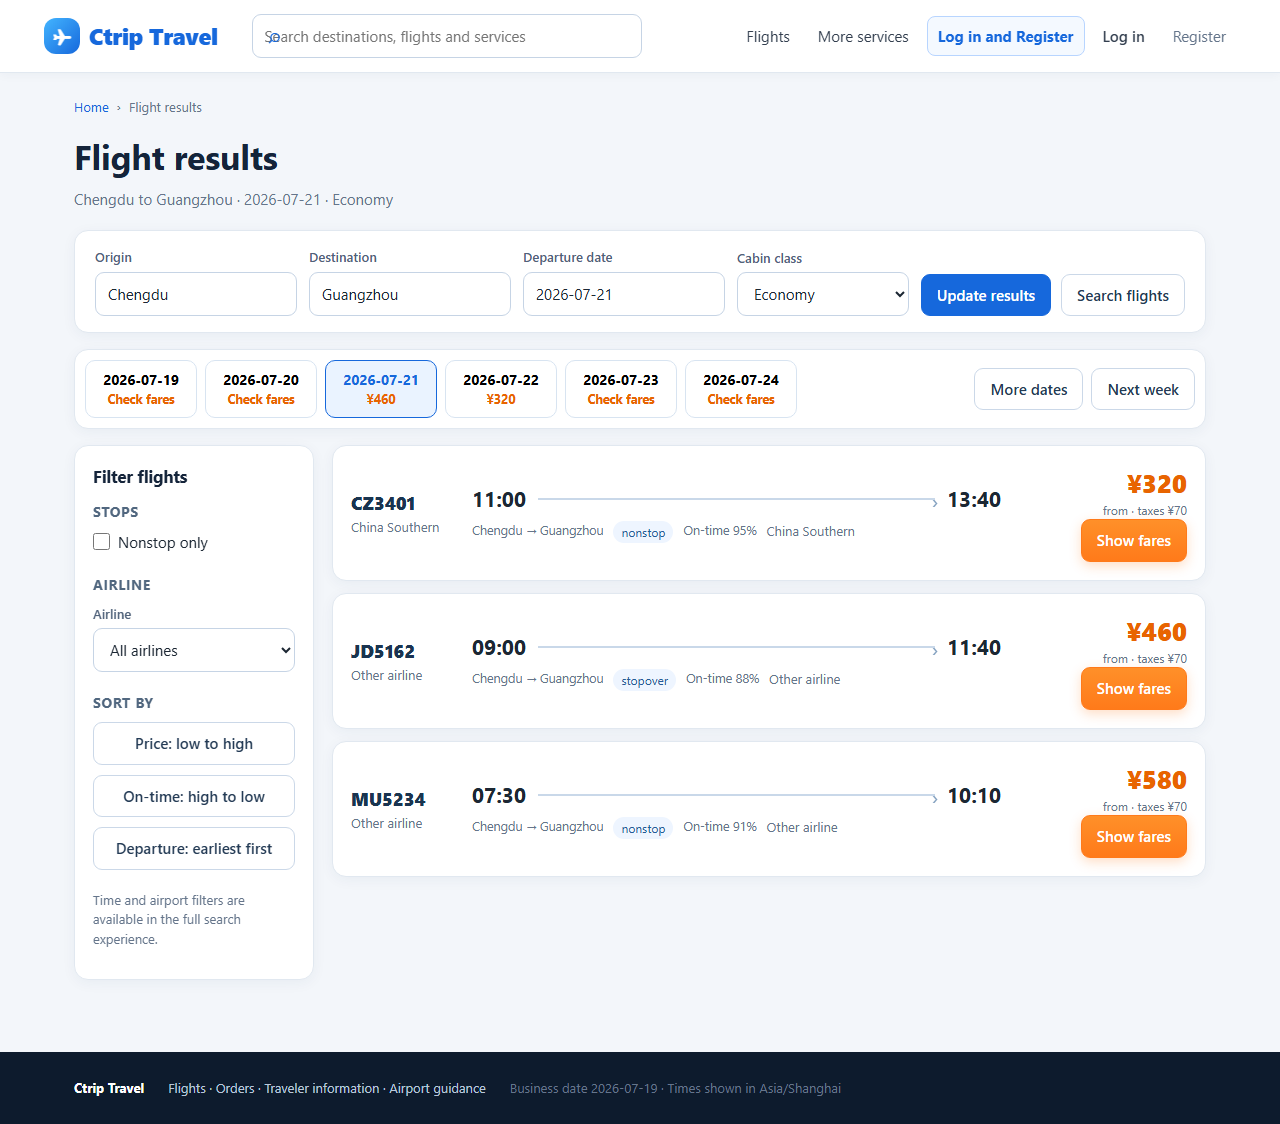 Ctrip Travel
Search destinations, flights and services
Flights
More services
Log in and Register
Log in
Register
Home › Flight results
Flight results
Chengdu to Guangzhou · 2026-07-21 · Economy
Origin
Destination
Departure date
Cabin class
Chengdu
Guangzhou
2026-07-21
Economy
Update results
Search flights
2026-07-19
Check fares
2026-07-20
Check fares
2026-07-21
¥460
2026-07-22
¥320
2026-07-23
Check fares
2026-07-24
Check fares
More dates
Next week
Filter flights
STOPS
Nonstop only
AIRLINE
Airline
All airlines
SORT BY
Price: low to high
On-time: high to low
Departure: earliest first
Time and airport filters are
available in the full search
experience.
CZ3401
China Southern
11:00
13:40
Chengdu → Guangzhou nonstop On-time 95% China Southern
¥320
from · taxes ¥70
Show fares
JD5162
Other airline
09:00
11:40
Chengdu → Guangzhou stopover On-time 88% Other airline
¥460
from · taxes ¥70
Show fares
MU5234
Other airline
07:30
10:10
Chengdu → Guangzhou nonstop On-time 91% Other airline
¥580
from · taxes ¥70
Show fares
Ctrip Travel
Flights · Orders · Traveler information · Airport guidance
Business date 2026-07-19 · Times shown in Asia/Shanghai